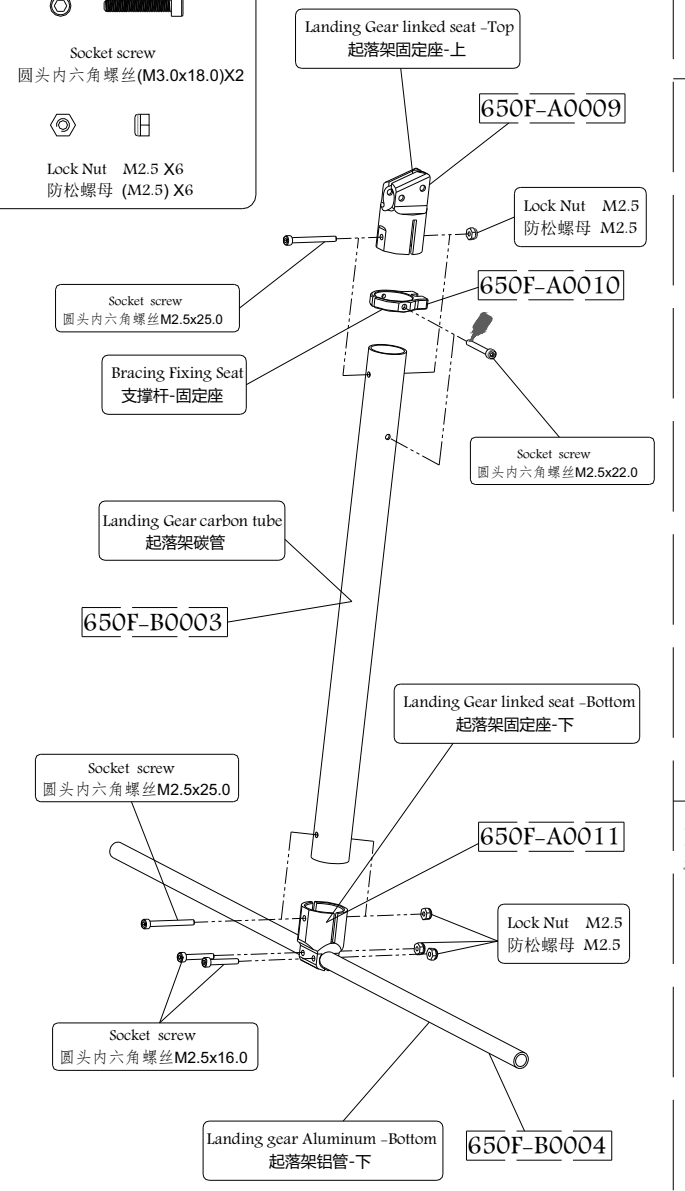 Socket screw
圆头内六角螺丝(M3.0x18.0)X2
Lock Nut M2.5 X6
防松螺母 (M2.5) X6
Landing Gear linked seat -Top
起落架固定座-上
650F-A0009
Lock Nut M2.5
防松螺母 M2.5
650F-A0010
Socket screw
圆头内六角螺丝M2.5x25.0
Bracing Fixing Seat
支撑杆-固定座
Socket screw
圆头内六角螺丝M2.5x22.0
Landing Gear carbon tube
起落架碳管
650F-B0003
Landing Gear linked seat -Bottom
起落架固定座-下
Socket screw
圆头内六角螺丝M2.5x25.0
650F-A0011
Lock Nut M2.5
防松螺母 M2.5
Socket screw
圆头内六角螺丝M2.5x16.0
Landing gear Aluminum -Bottom
起落架铝管-下
650F-B0004